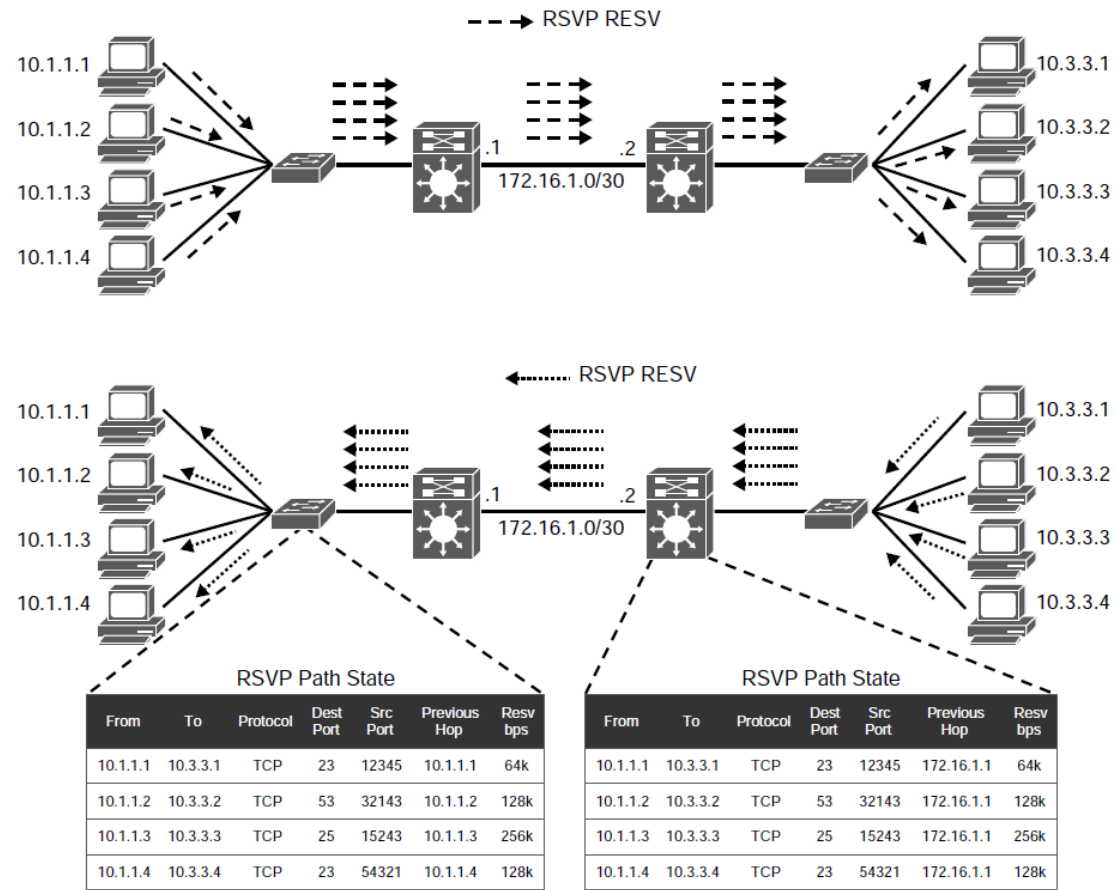 RSVP RESV
10.1.1.1
10.1.1.2
10.1.1.3
10.1.1.4
.1
.2
172.16.1.0/30
10.3.3.1
10.3.3.2
10.3.3.3
10.3.3.4
RSVP RESV
10.1.1.1
10.1.1.2
10.1.1.3
10.1.1.4
.1
.2
172.16.1.0/30
10.3.3.1
10.3.3.2
10.3.3.3
10.3.3.4
RSVP Path State
From To Protocol Dest Port Src Port Previous Hop Resv bps
10.1.1.1 10.3.3.1 TCP 23 12345 10.1.1.1 64k
10.1.1.2 10.3.3.2 TCP 53 32143 10.1.1.2 128k
10.1.1.3 10.3.3.3 TCP 25 15243 10.1.1.3 256k
10.1.1.4 10.3.3.4 TCP 23 54321 10.1.1.4 128k
RSVP Path State
From To Protocol Dest Port Src Port Previous Hop Resv bps
10.1.1.1 10.3.3.1 TCP 23 12345 172.16.1.1 64k
10.1.1.2 10.3.3.2 TCP 53 32143 172.16.1.1 128k
10.1.1.3 10.3.3.3 TCP 25 15243 172.16.1.1 256k
10.1.1.4 10.3.3.4 TCP 23 54321 172.16.1.1 128k